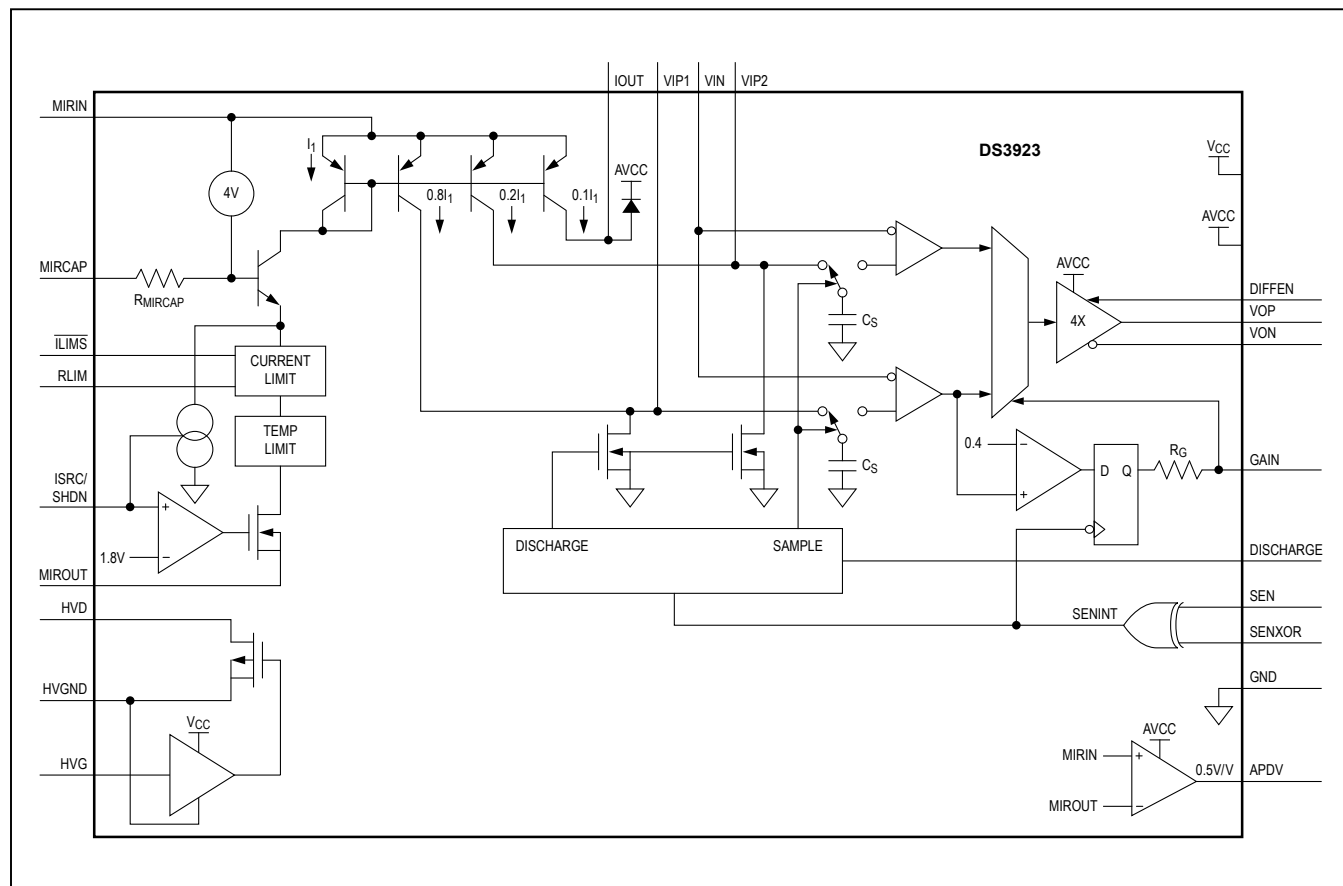 IOUT VIP1 VIN VIP2
MIRIN
DS3923
VCC
I1
AVCC
4V
0.8I1
0.2I1
0.1I1
AVCC
MIRCAP
RMIRCAP
AVCC
DIFFEN
4X
VOP
CS
VON
ILIMS
CURRENT
LIMIT
RLIM
TEMP
LIMIT
0.4
RG
D Q
GAIN
CS
ISRC/
SHDN
1.8V
DISCHARGE
SAMPLE
DISCHARGE
MIROUT
HVD
SENINT
SEN
SENXOR
GND
HVGND
VCC
AVCC
MIRIN
HVG
0.5V/V
APDV
MIROUT